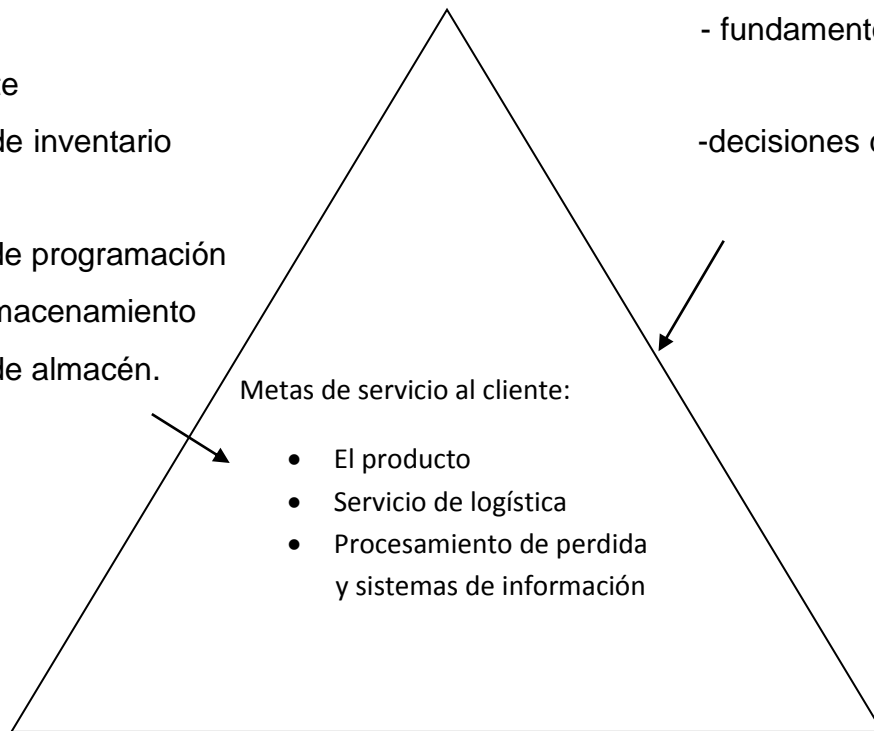 - fundament
te
de inventario
-decisiones
de programación
macenamiento
de almacén.
Metas de servicio al cliente:
• El producto
• Servicio de logística
• Procesamiento de perdida
y sistemas de información